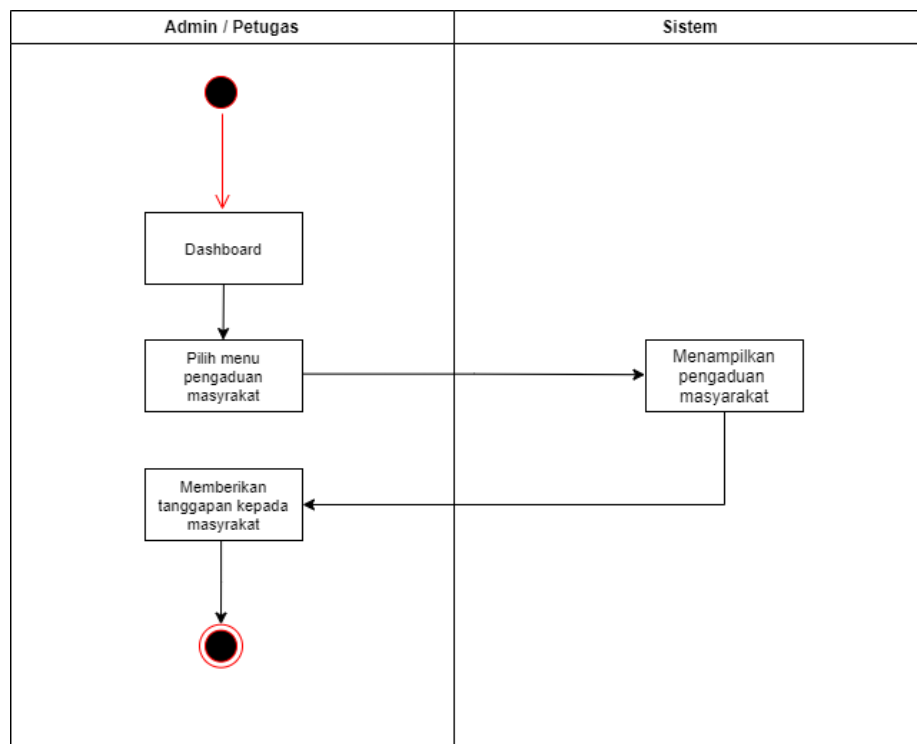 Admin / Petugas
Sistem
Dashboard
Pilih menu
pengaduan
masyrakat
Menampilkan
pengaduan
masyarakat
Memberikan
tanggapan kepada
masyrakat